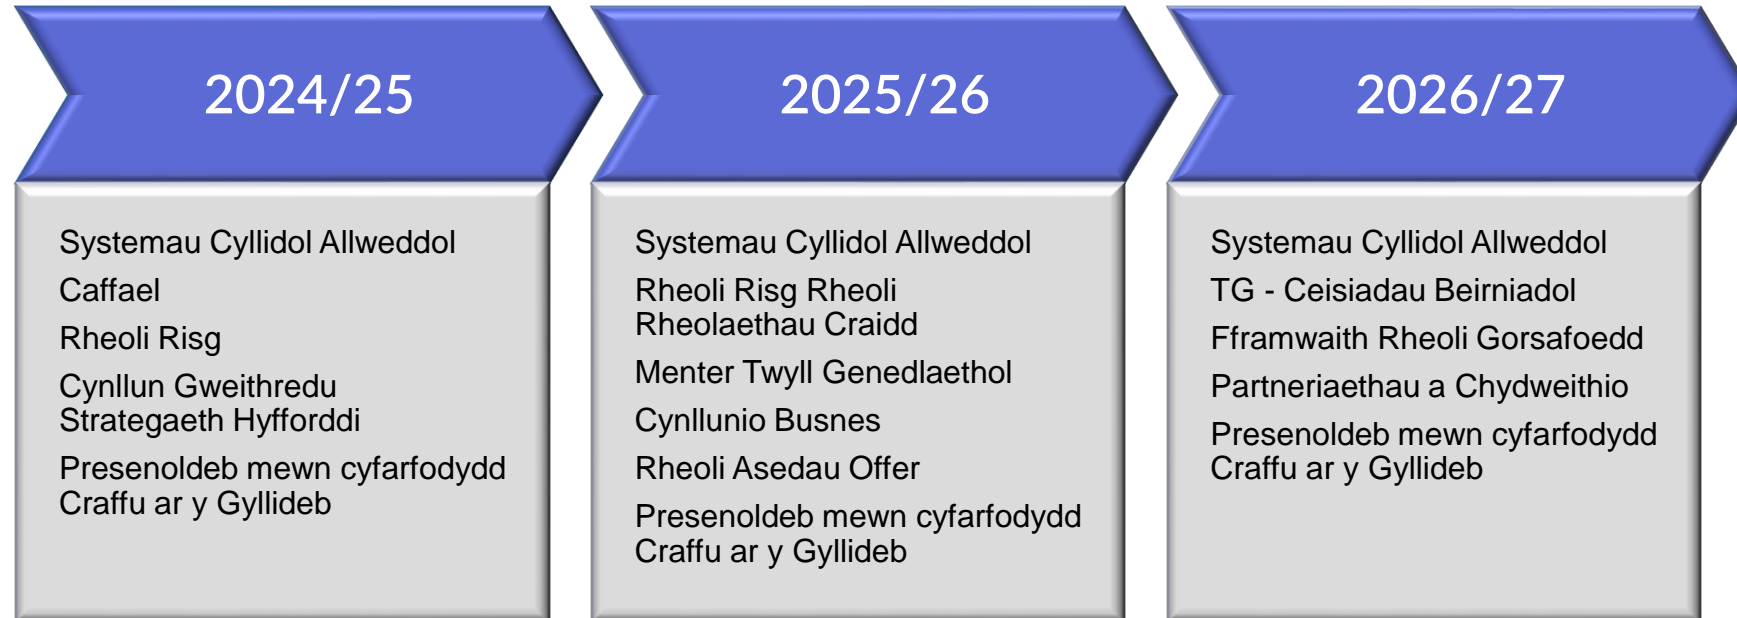 2024/25
Systemau Cyllidol Allweddol
Caffael
Rheoli Risg
Cynllun Gweithredu
Strategaeth Hyfforddi
Presenoldeb mewn cyfarfodydd
Craffu ar y Gyllideb
2025/26
Systemau Cyllidol Allweddol
Rheoli Risg Rheoli
Rheolaethau Craidd
Menter Twyll Genedlaethol
Cynllunio Busnes
Rheoli Asedau Offer
Presenoldeb mewn cyfarfodydd
Craffu ar y Gyllideb
2026/27
Systemau Cyllidol Allweddol
TG - Ceisiadau Beirniadol
Fframwaith Rheoli Gorsafoedd
Partneriaethau a Chydweithio
Presenoldeb mewn cyfarfodydd
Craffu ar y Gyllideb